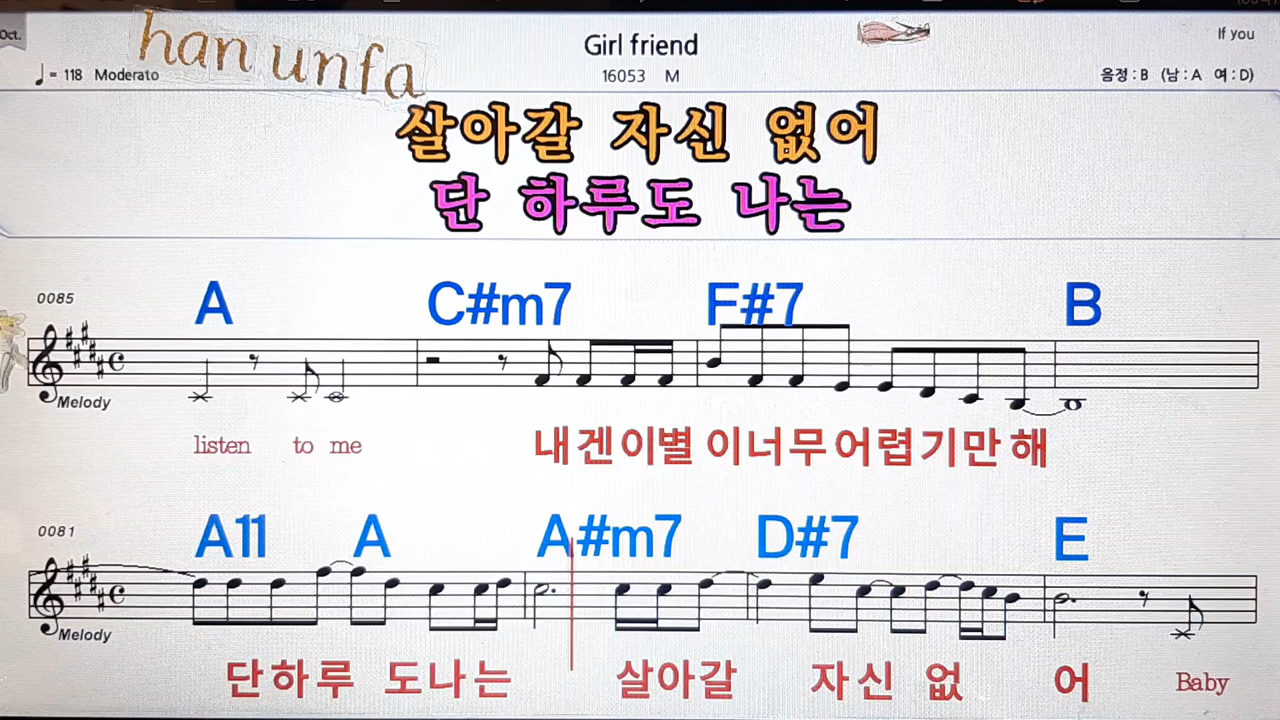 Oct.
han unfa
Girl friend
If you
= 118 Moderato
16053 M
음정 : B (남 : A 여 : D)
살아갈 자신 없어
단 하루도 나는
0085
A C#m7 F#7 B
Melody
listen to me 내겐이별 이너무어렵기만 해
0081
A11 A A#m7 D#7 E
Melody
단하루 도나는 살아갈 자신 없 어 Baby